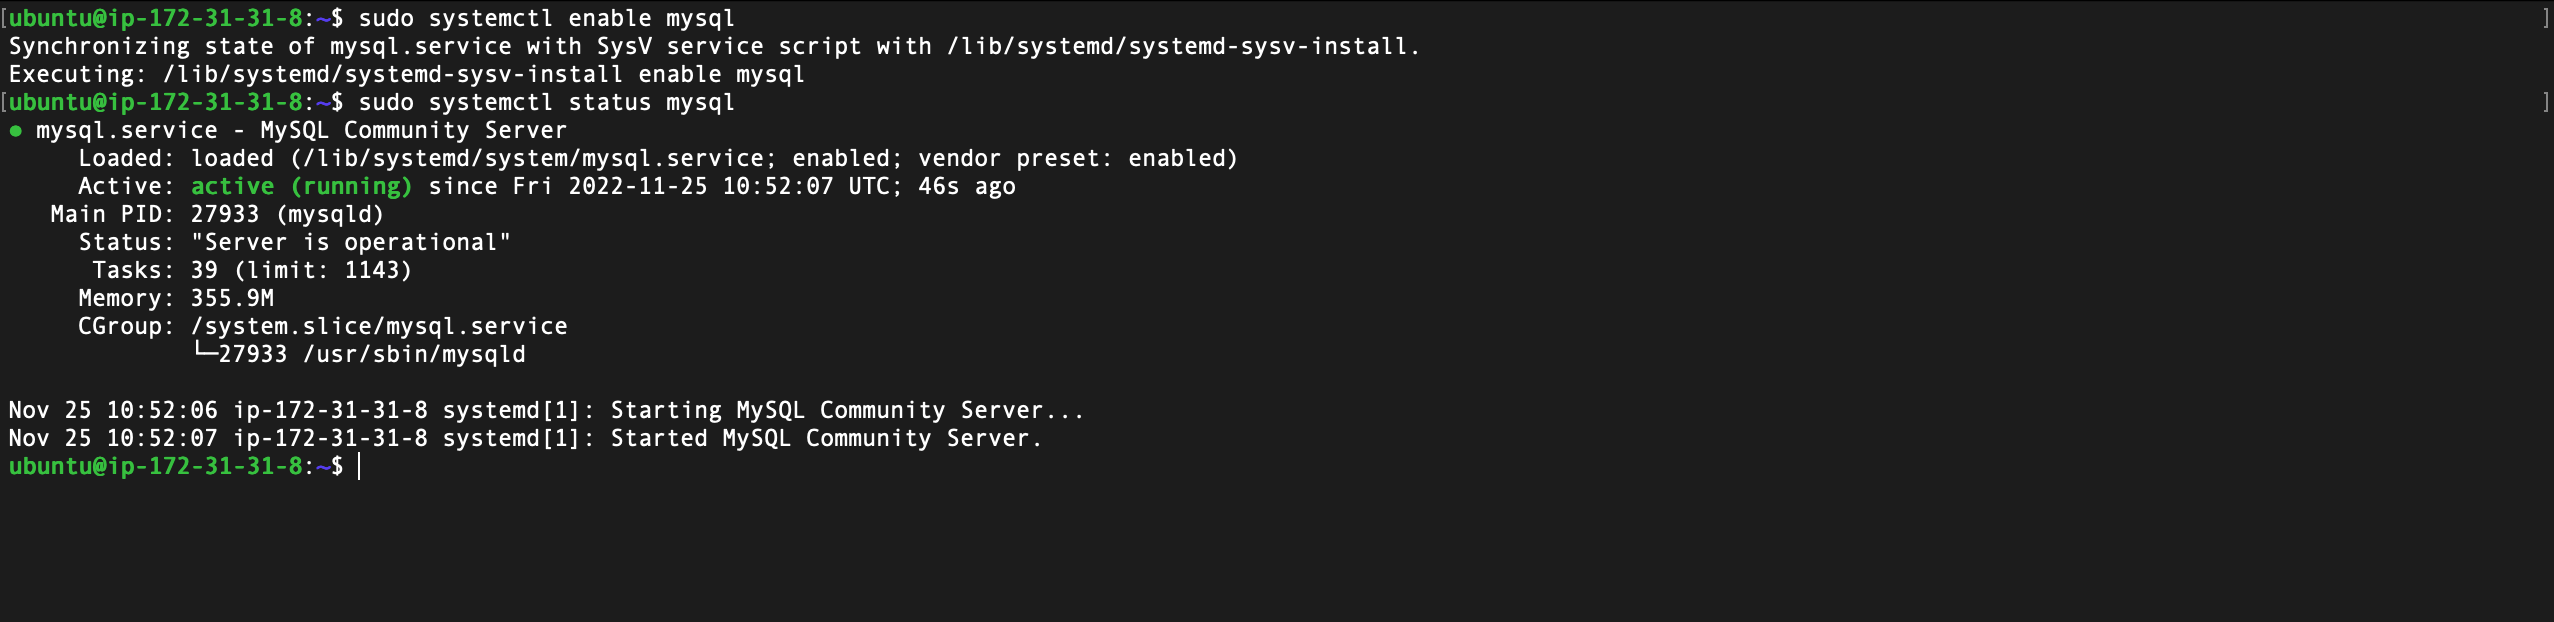 [ubuntu@ip-172-31-31-8:~$ sudo systemctl enable mysql ]
Synchronizing state of mysql.service with SysV service script with /lib/systemd/systemd-sysv-install.
Executing: /lib/systemd/systemd-sysv-install enable mysql
[ubuntu@ip-172-31-31-8:~$ sudo systemctl status mysql ]
● mysql.service - MySQL Community Server
Loaded: loaded (/lib/systemd/system/mysql.service; enabled; vendor preset: enabled)
Active: active (running) since Fri 2022-11-25 10:52:07 UTC; 46s ago
Main PID: 27933 (mysqld)
Status: "Server is operational"
Tasks: 39 (limit: 1143)
Memory: 355.9M
CGroup: /system.slice/mysql.service
└─27933 /usr/sbin/mysqld
Nov 25 10:52:06 ip-172-31-31-8 systemd[1]: Starting MySQL Community Server...
Nov 25 10:52:07 ip-172-31-31-8 systemd[1]: Started MySQL Community Server.
ubuntu@ip-172-31-31-8:~$